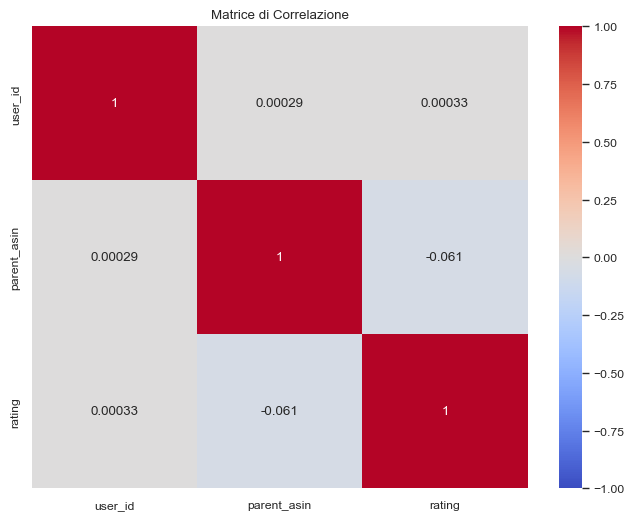 Matrice di Correlazione
user_id
1
0.00029
0.00033
parent_asin
0.00029
1
-0.061
rating
0.00033
-0.061
1
user_id
parent_asin
rating
1.00
0.75
0.50
0.25
0.00
−0.25
−0.50
−0.75
−1.00